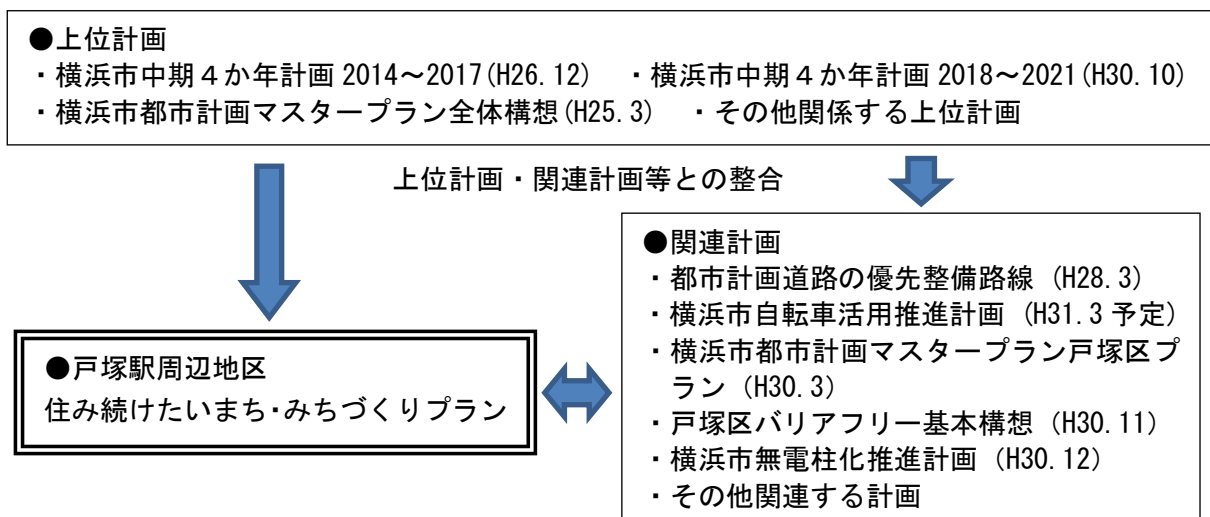 ●上位計画
・横浜市中期４か年計画 2014～2017(H26.12)　・横浜市中期４か年計画 2018～2021(H30.10)
・横浜市都市計画マスタープラン全体構想(H25.3)　・その他関係する上位計画
上位計画・関連計画等との整合
●関連計画
・都市計画道路の優先整備路線 (H28.3)
・横浜市自転車活用推進計画 (H31.3 予定)
・横浜市都市計画マスタープラン戸塚区プ
ラン (H30.3)
・戸塚区バリアフリー基本構想 (H30.11)
・横浜市無電柱化推進計画 (H30.12)
・その他関連する計画
●戸塚駅周辺地区
住み続けたいまち・みちづくりプラン